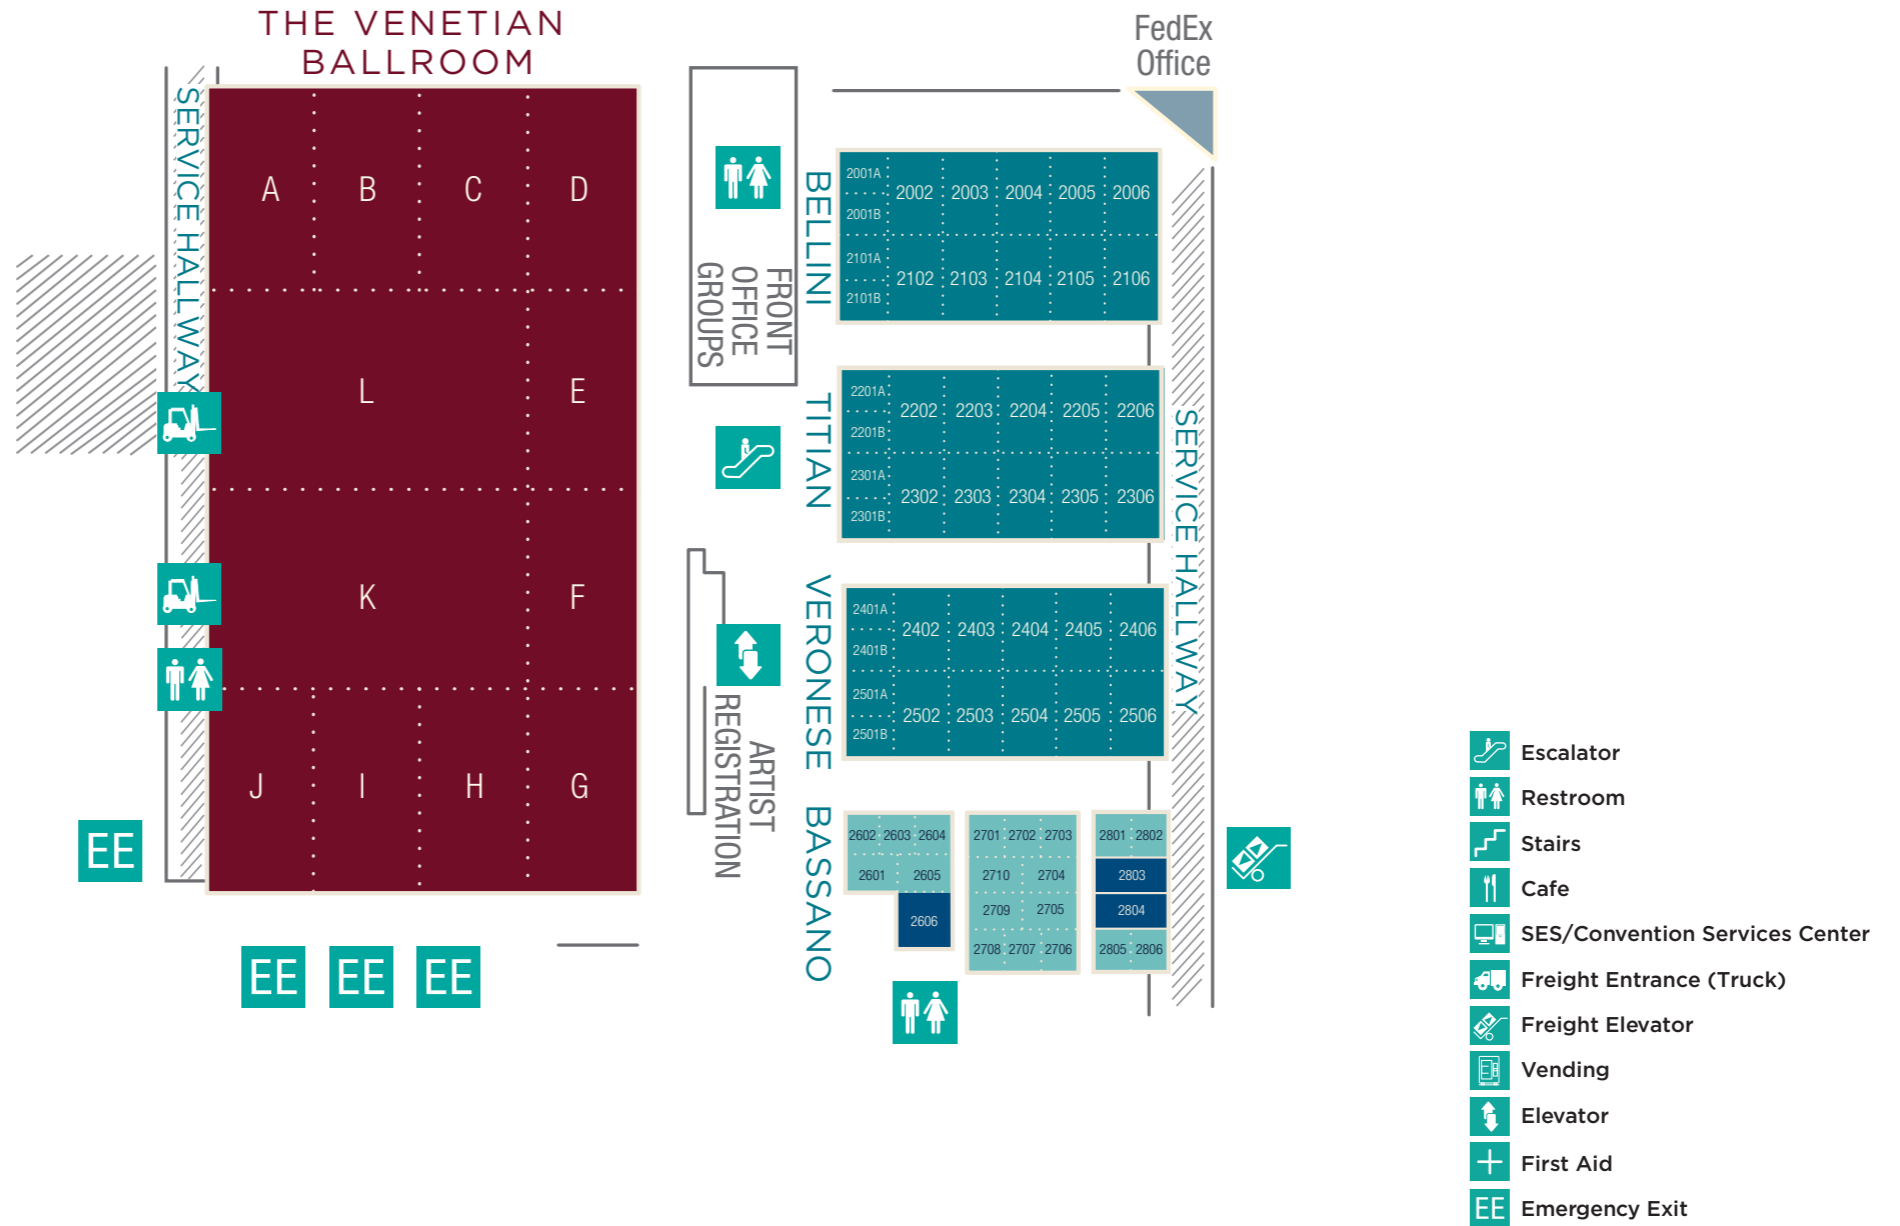 THE VENETIAN
BALLROOM
SERVICE HALLWAY
A
B
C
D
L
E
K
F
J
I
H
G
EE
EE
EE
EE
FRONT
OFFICE
GROUPS
ARTIST
REGISTRATION
FedEx
Office
BELLINI
2001A
2001B
2002
2003
2004
2005
2006
2101A
2101B
2102
2103
2104
2105
2106
TITIAN
2201A
2201B
2202
2203
2204
2205
2206
2301A
2301B
2302
2303
2304
2305
2306
VERONESE
2401A
2401B
2402
2403
2404
2405
2406
2501A
2501B
2502
2503
2504
2505
2506
BASSANO
2602
2603
2604
2601
2605
2606
2701
2702
2703
2710
2704
2709
2705
2708
2707
2706
2801
2802
2803
2804
2805
2806
SERVICE HALLWAY
Escalator
Restroom
Stairs
Cafe
SES/Convention Services Center
Freight Entrance (Truck)
Freight Elevator
Vending
Elevator
First Aid
EE Emergency Exit